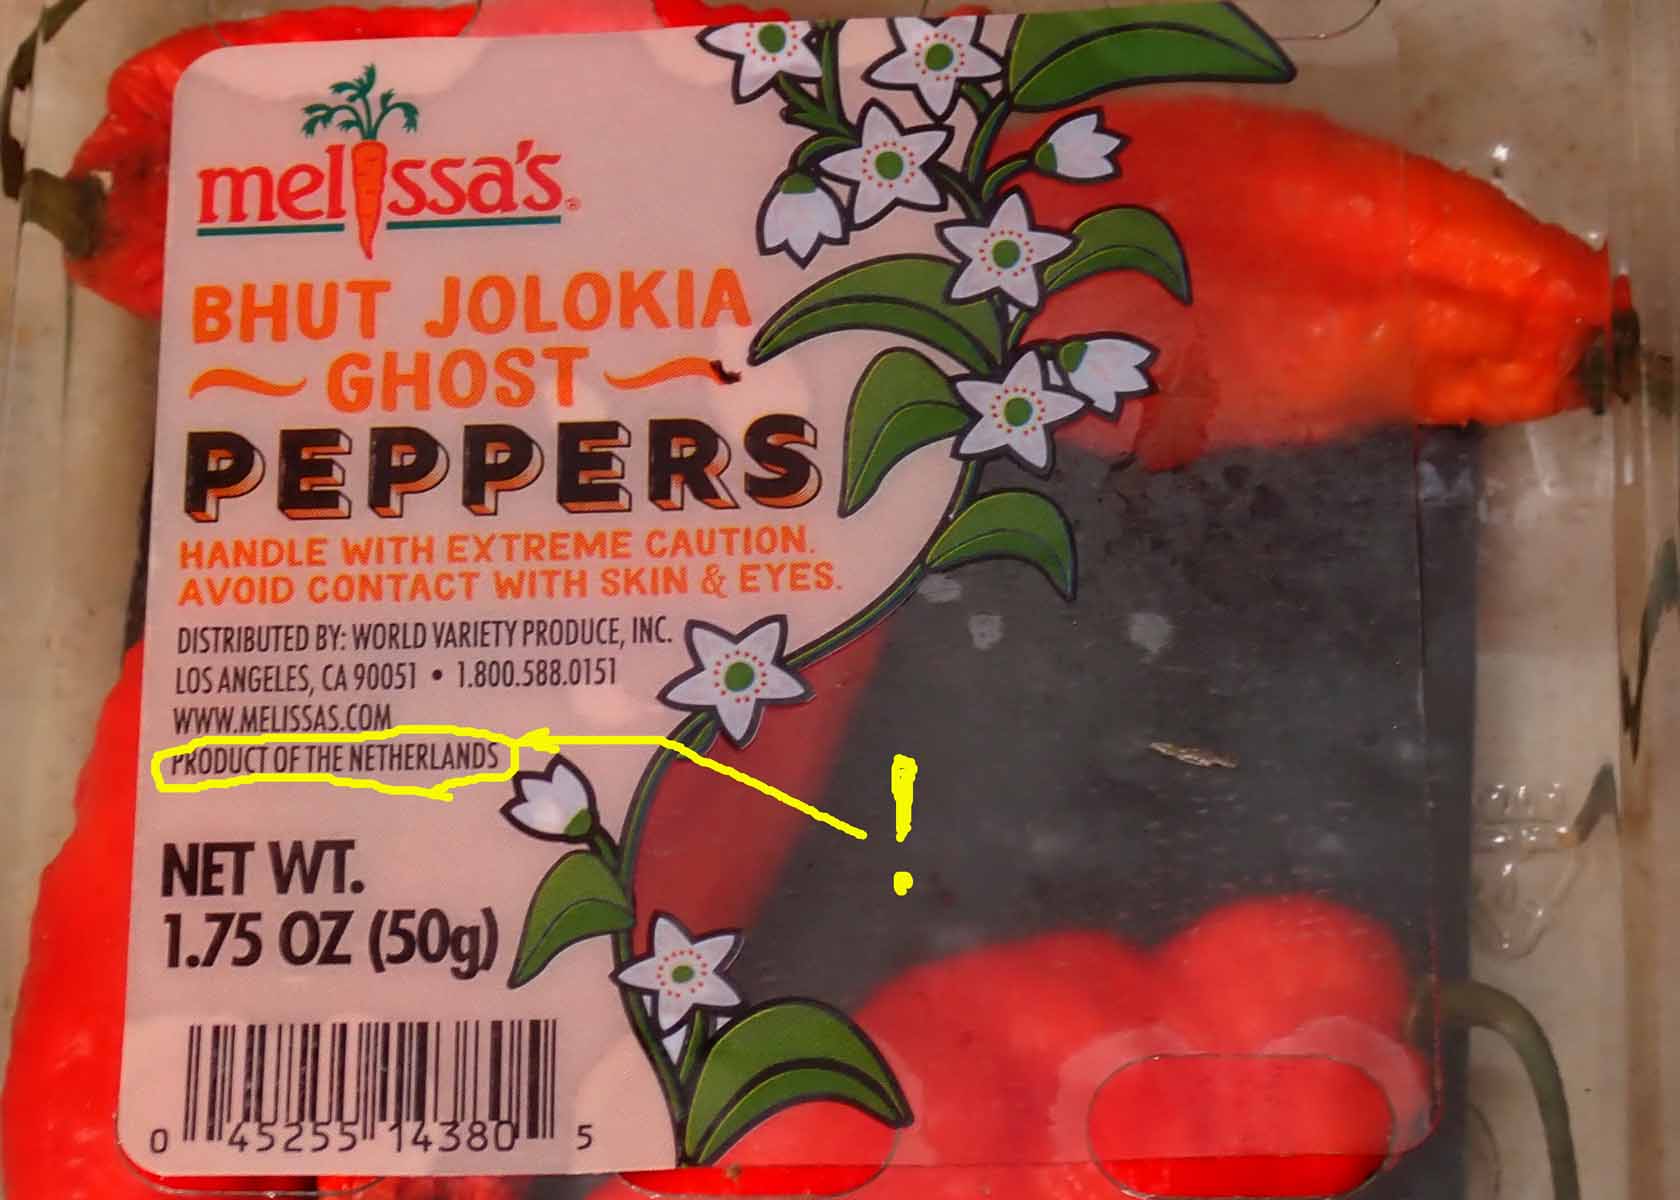 melissa's®
BHUT JOLOKIA
~ GHOST ~
PEPPERS
HANDLE WITH EXTREME CAUTION.
AVOID CONTACT WITH SKIN & EYES.
DISTRIBUTED BY: WORLD VARIETY PRODUCE, INC.
LOS ANGELES, CA 90051 • 1.800.588.0151
WWW.MELISSAS.COM
PRODUCT OF THE NETHERLANDS
!
NET WT.
1.75 OZ (50g)
0 45255 14380 5